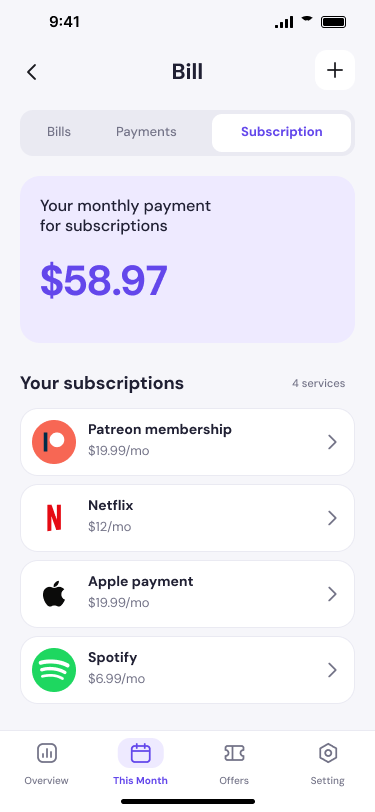 9:41
Bill
Bills
Payments
Subscription
Your monthly payment
for subscriptions
$58.97
Your subscriptions
4 services
Patreon membership
$19.99/mo
N
Netflix
$12/mo
Apple payment
$19.99/mo
Spotify
$6.99/mo
Overview
This Month
Offers
Setting